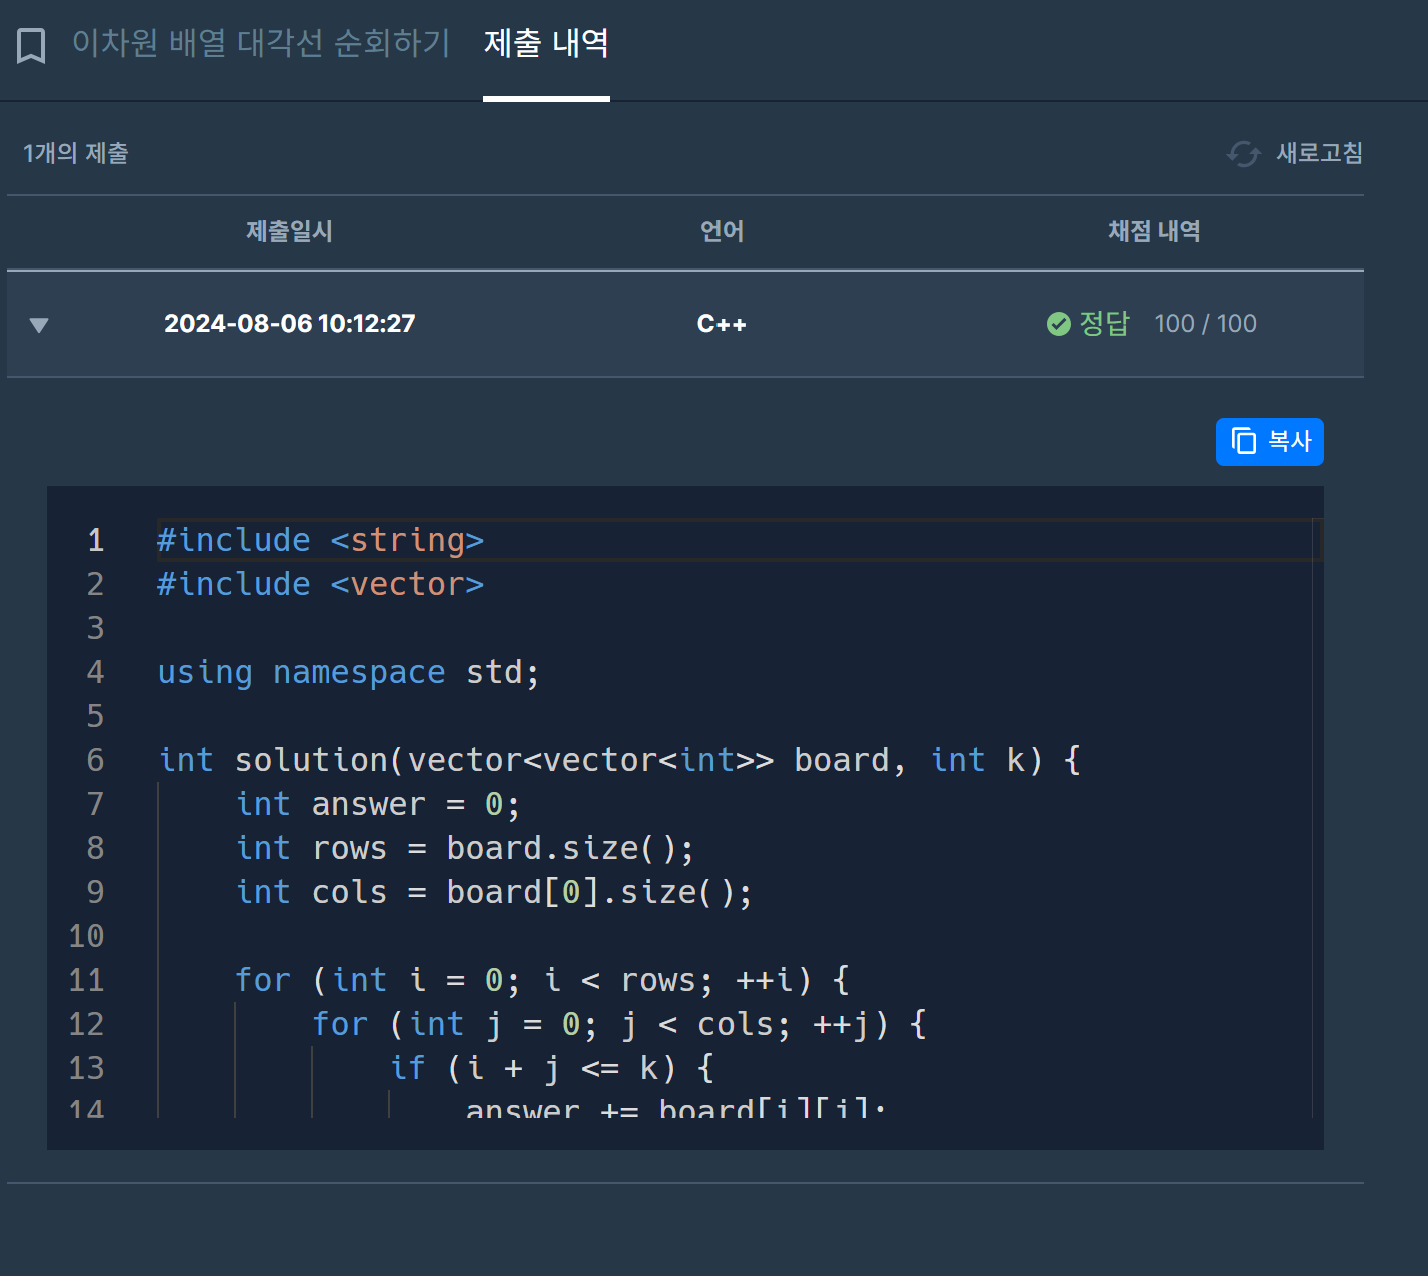 이차원 배열 대각선 순회하기 제출 내역
1개의 제출 새로고침
제출일시 언어 채점 내역
2024-08-06 10:12:27 C++ 정답 100 / 100
복사
1 #include <string>
2 #include <vector>
3
4 using namespace std;
5
6 int solution(vector<vector<int>> board, int k) {
7 int answer = 0;
8 int rows = board.size();
9 int cols = board[0].size();
10
11 for (int i = 0; i < rows; ++i) {
12 for (int j = 0; j < cols; ++j) {
13 if (i + j <= k) {
14 answer += board[i][j];